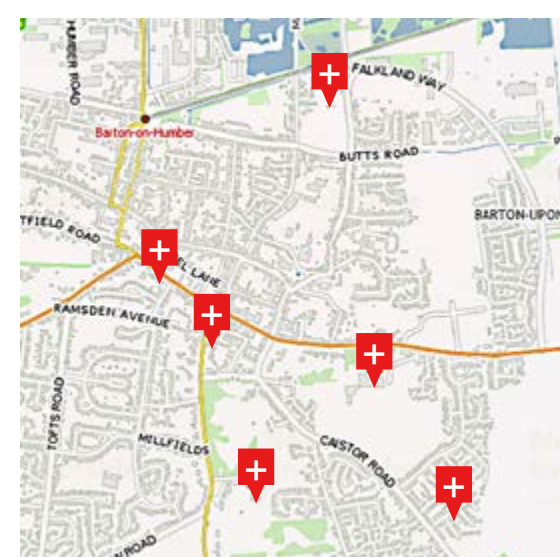 HUMBER ROAD
M
FALKLAND WAY
Barton-on-Humber
BUTTS ROAD
BARTON-UPON
TFIELD ROAD
EL LANE
RAMSDEN AVENUE
TOFTS ROAD
MILLFIELDS
CAISTOR ROAD
N ROAD